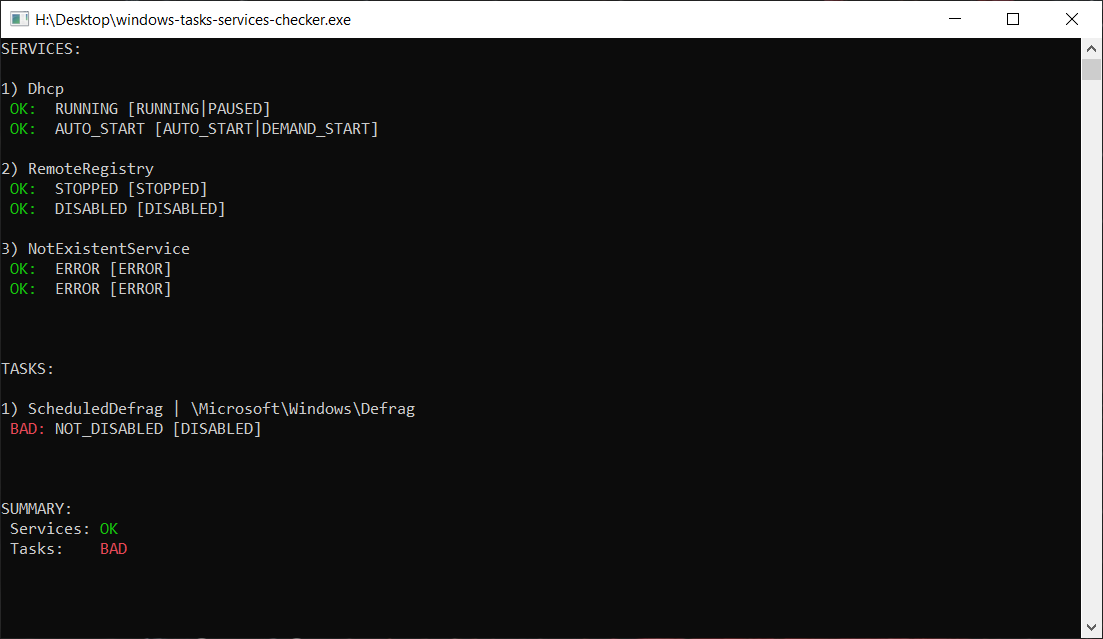 H:\Desktop\windows-tasks-services-checker.exe
SERVICES:
1) Dhcp
OK:  RUNNING [RUNNING|PAUSED]
OK:  AUTO_START [AUTO_START|DEMAND_START]
2) RemoteRegistry
OK:  STOPPED [STOPPED]
OK:  DISABLED [DISABLED]
3) NotExistentService
OK:  ERROR [ERROR]
OK:  ERROR [ERROR]
TASKS:
1) ScheduledDefrag | \Microsoft\Windows\Defrag
BAD: NOT_DISABLED [DISABLED]
SUMMARY:
Services: OK
Tasks:    BAD